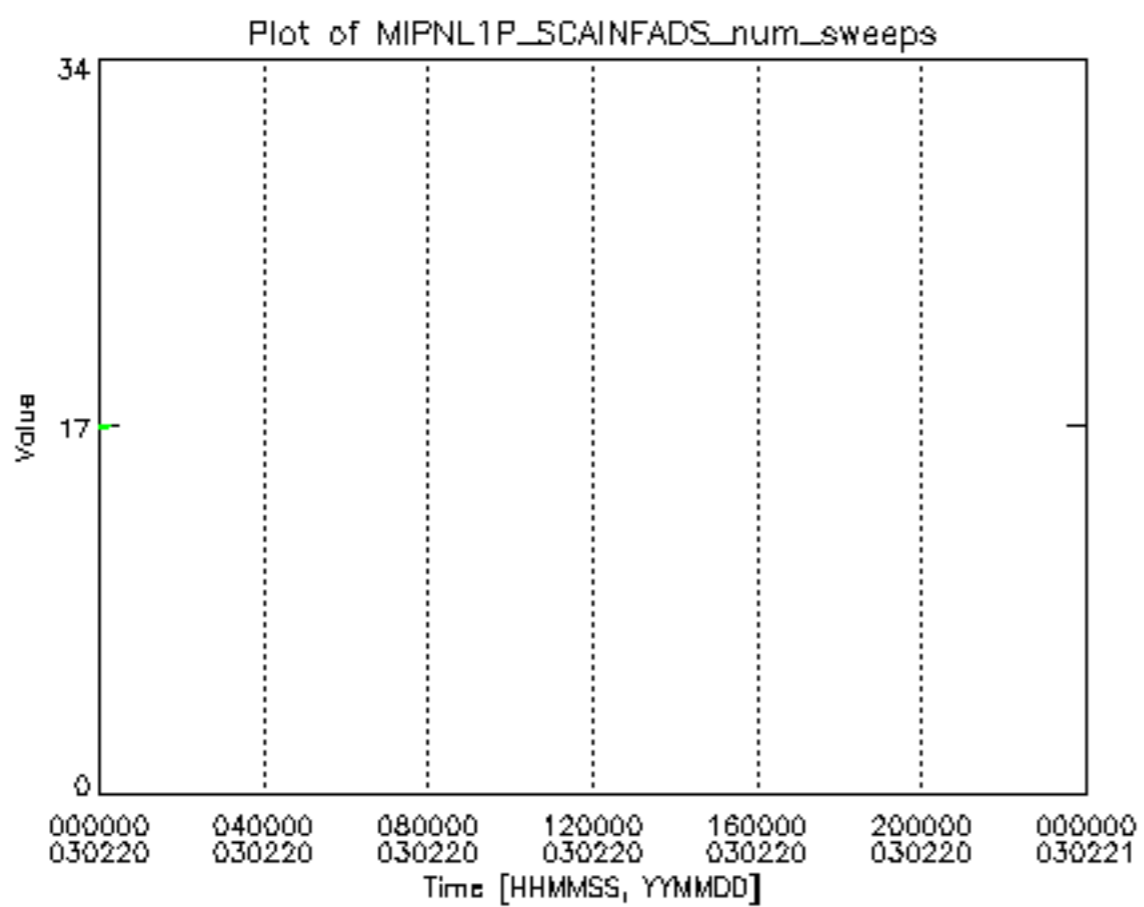 Plot of MIPNL1P_SCAINFADS_num_sweeps
34
Value
17
0
000000 040000 080000 120000 160000 200000 000000
030220 030220 030220 030220 030220 030220 030221
Time [HHMMSS, YYMMDD]